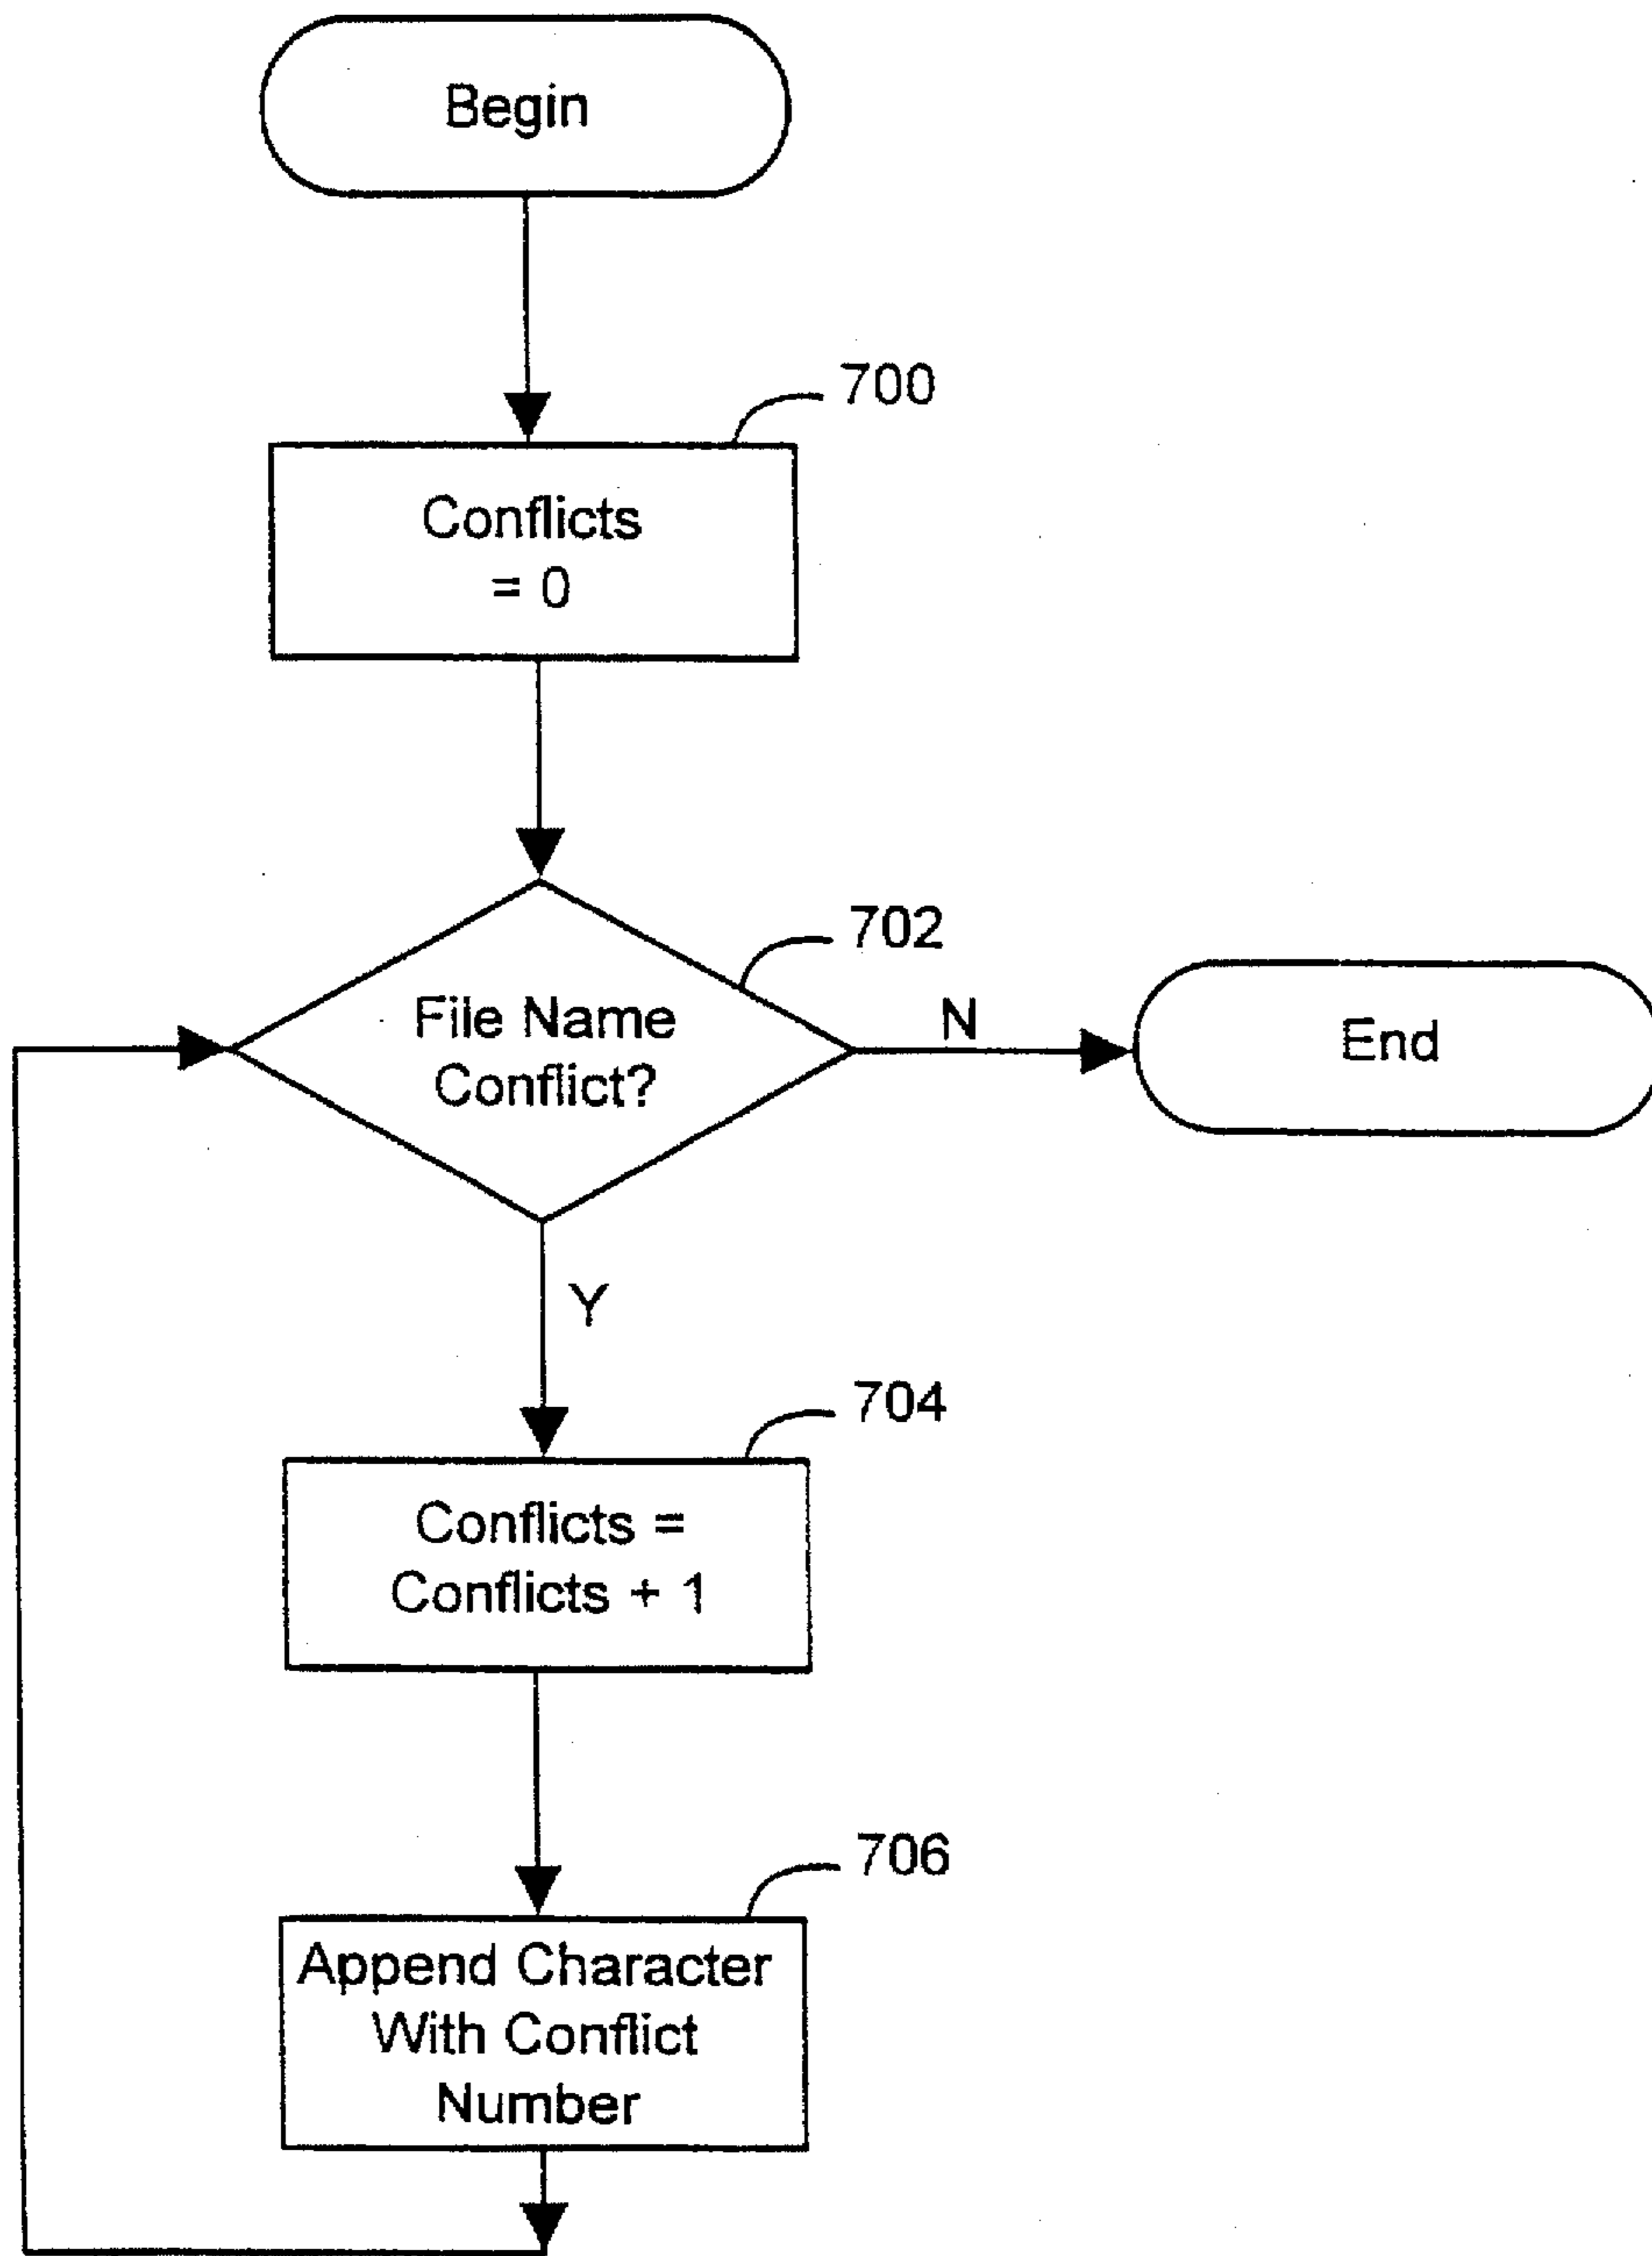 Begin
700
Conflicts
= 0
702
File Name
Conflict?
N
End
Y
704
Conflicts =
Conflicts + 1
706
Append Character
With Conflict
Number